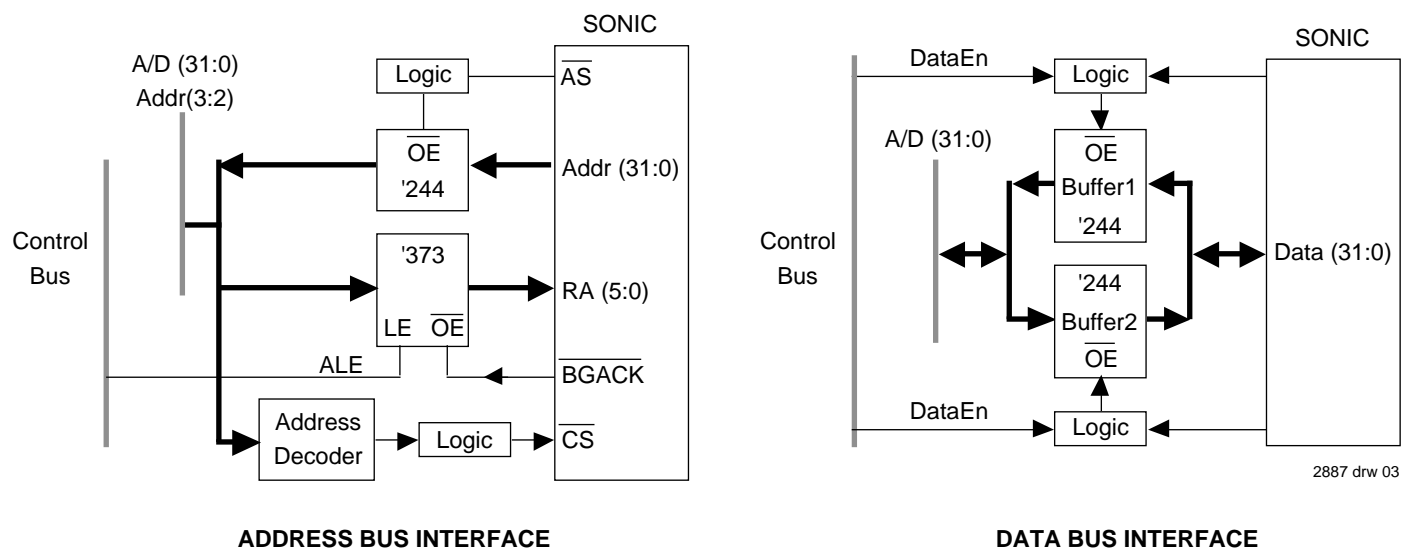 SONIC
A/D (31:0)
Addr(3:2)
Logic
AS
OE
'244
Addr (31:0)
Control
Bus
'373
RA (5:0)
LE OE
ALE
BGACK
Address
Decoder
Logic
CS
ADDRESS BUS INTERFACE
SONIC
DataEn
Logic
A/D (31:0)
OE
Buffer1
'244
Control
Bus
Data (31:0)
'244
Buffer2
OE
DataEn
Logic
2887 drw 03
DATA BUS INTERFACE